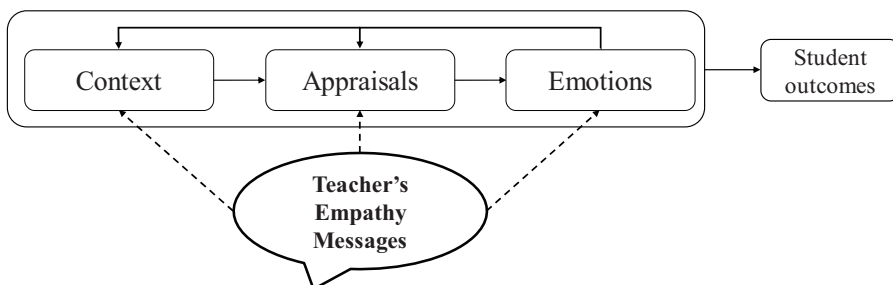 Context
Appraisals
Emotions
Student
outcomes
Teacher’s
Empathy
Messages